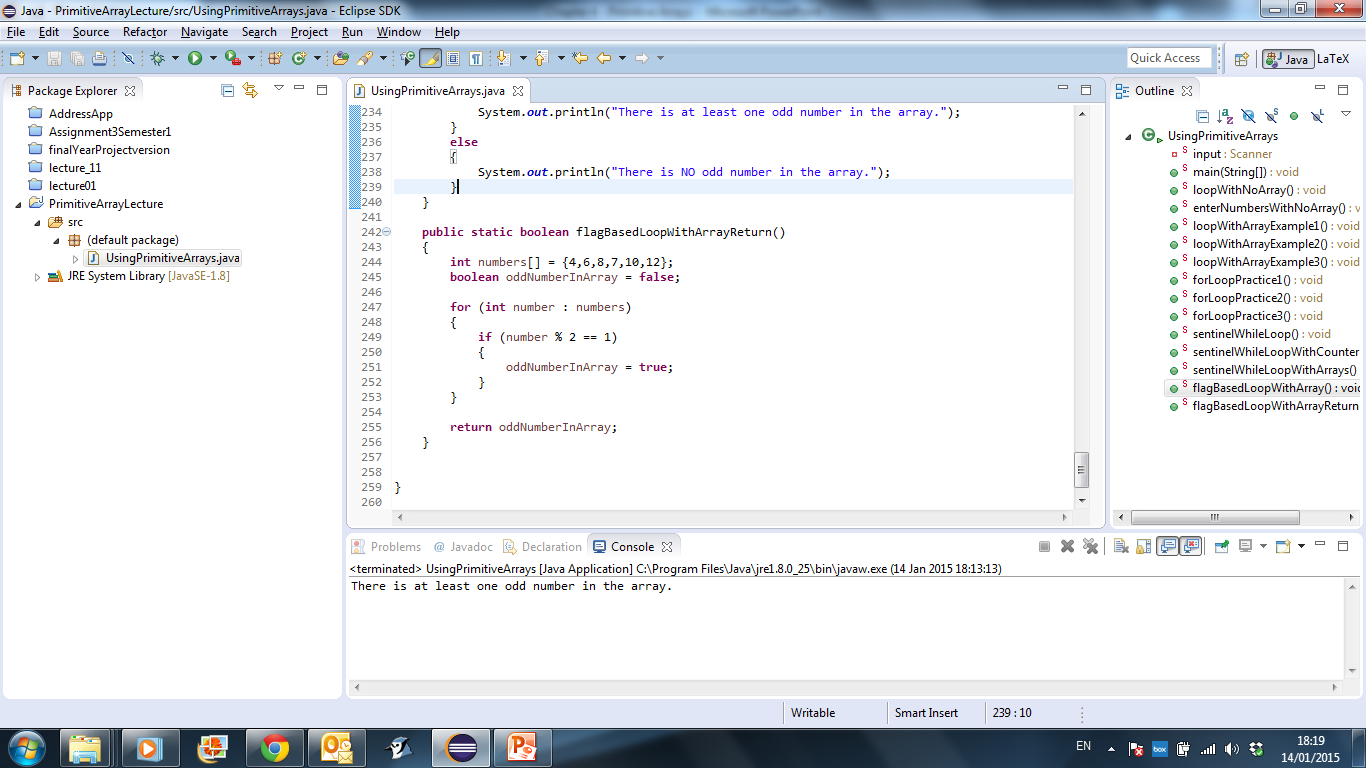 Java - PrimitiveArrayLecture/src/UsingPrimitiveArrays.java - Eclipse SDK
File Edit Source Refactor Navigate Search Project Run Window Help
Quick Access
Java
LaTeX
Package Explorer
AddressApp
Assignment3Semester1
finalYearProjectversion
lecture_11
lecture01
PrimitiveArrayLecture
src
(default package)
UsingPrimitiveArrays.java
JRE System Library [JavaSE-1.8]
UsingPrimitiveArrays.java
234 System.out.println("There is at least one odd number in the array.");
235 }
236 else
237 {
238 System.out.println("There is NO odd number in the array.");
239 }
240 }
241
242 public static boolean flagBasedLoopWithArrayReturn()
243 {
244 int numbers[] = {4,6,8,7,10,12};
245 boolean oddNumberInArray = false;
246
247 for (int number : numbers)
248 {
249 if (number % 2 == 1)
250 {
251 oddNumberInArray = true;
252 }
253 }
254
255 return oddNumberInArray;
256 }
257
258
259 }
260
Outline
UsingPrimitiveArrays
input : Scanner
main(String[]) : void
loopWithNoArray() : void
enterNumbersWithNoArray() : v
loopWithArrayExample1() : void
loopWithArrayExample2() : void
loopWithArrayExample3() : void
forLoopPractice1() : void
forLoopPractice2() : void
forLoopPractice3() : void
sentinelWhileLoop() : void
sentinelWhileLoopWithCounter
sentinelWhileLoopWithArrays()
flagBasedLoopWithArray() : voic
flagBasedLoopWithArrayReturn
Problems @ Javadoc Declaration Console
<terminated> UsingPrimitiveArrays [Java Application] C:\Program Files\Java\jre1.8.0_25\bin\javaw.exe (14 Jan 2015 18:13:13)
There is at least one odd number in the array.
Writable Smart Insert 239 : 10
EN
box
18:19
14/01/2015